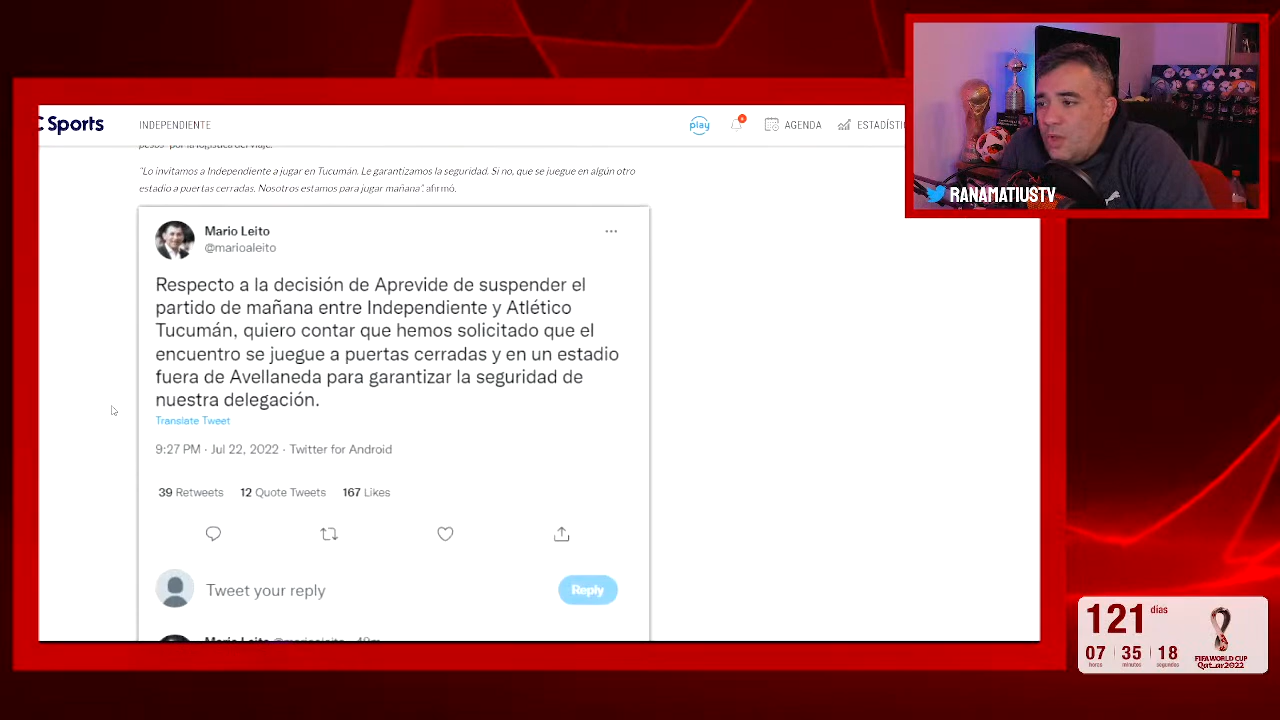 Sports
INDEPENDIENTE
play
AGENDA
"Lo invitamos a Independiente a jugar en Tucumán. Le garantizamos la seguridad. Si no, que se juegue en algún otro
estadio a puertas cerradas. Nosotros estamos para jugar mañana", afirmó.
Mario Leito
@marioaleito
Respecto a la decisión de Aprevide de suspender el
partido de mañana entre Independiente y Atlético
Tucumán, quiero contar que hemos solicitado que el
encuentro se juegue a puertas cerradas y en un estadio
fuera de Avellaneda para garantizar la seguridad de
nuestra delegación.
Translate Tweet
9:27 PM · Jul 22, 2022 · Twitter for Android
39 Retweets 12 Quote Tweets 167 Likes
Tweet your reply
Reply
RANAMATIUSTV
121 días
07 35 18
horas minutos segundos
FIFA WORLD CUP
Qatar2022